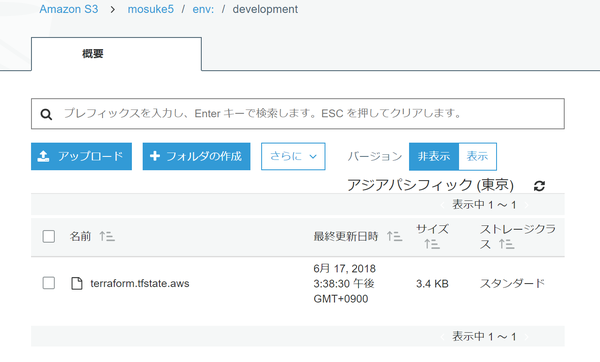 Amazon S3 > mosuke5 / env: / development
概要
プレフィックスを入力し、Enter キーで検索します。ESC を押してクリアします。
アップロード + フォルダの作成 さらに バージョン 非表示 表示
アジアパシフィック (東京)
表示中 1 ～ 1
名前 最終更新日時 サイズ ストレージクラス
terraform.tfstate.aws 6月 17, 2018 3:38:30 午後 GMT+0900 3.4 KB スタンダード
表示中 1 ～ 1